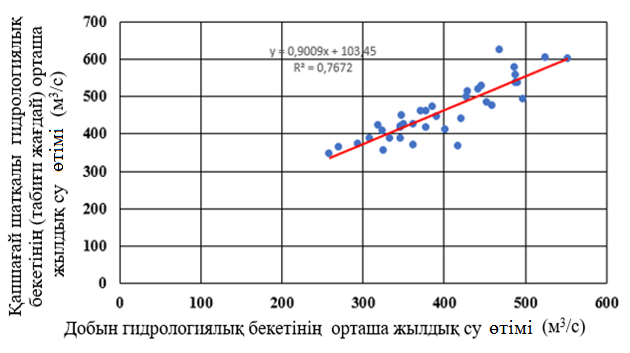 Қапшағай шатқалы гидрологиялық
бекетінің (табиғи жағдай) орташа
жылдық су өтімі (м³/с)
700
600
500
400
300
200
100
0
y = 0,9009x + 103,45
R² = 0,7672
0 100 200 300 400 500 600
Добын гидрологиялық бекетінің орташа жылдық су өтімі (м³/с)